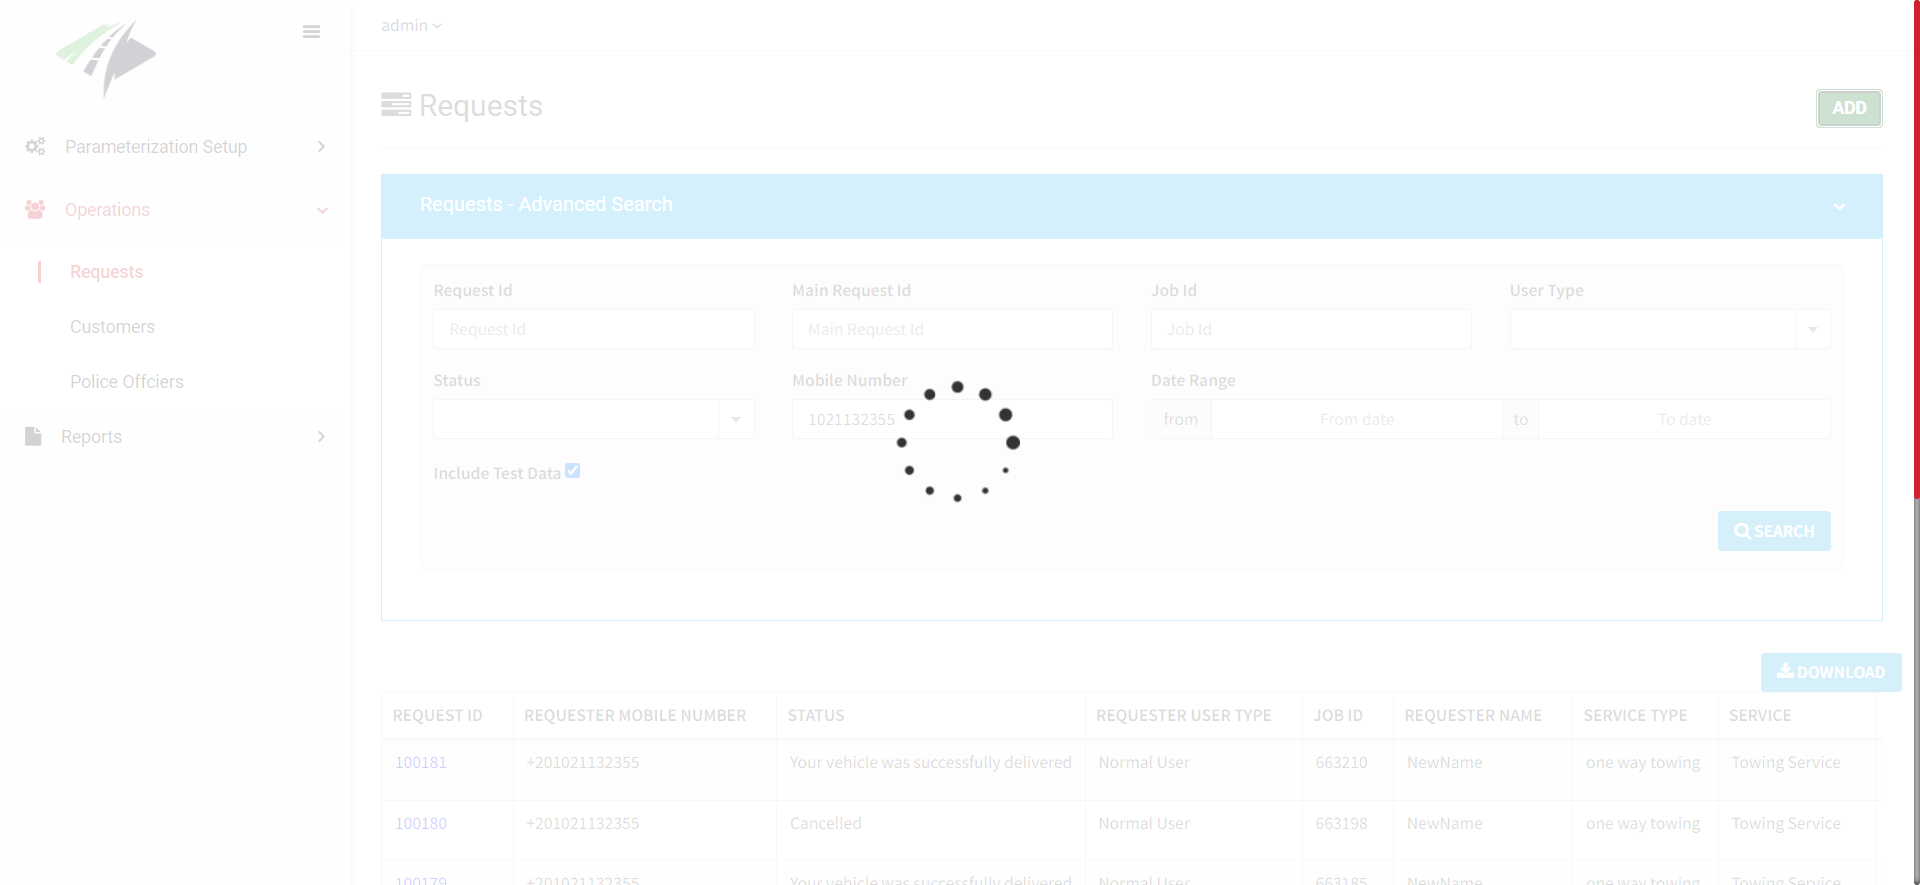 admin
Requests
ADD
Parameterization Setup
Operations
Requests
Customers
Police Offciers
Reports
Requests - Advanced Search
Request Id Main Request Id Job Id User Type
Request Id Main Request Id Job Id
Status Mobile Number Date Range
1021132355 from From date to To date
Include Test Data
SEARCH
DOWNLOAD
REQUEST ID REQUESTER MOBILE NUMBER STATUS REQUESTER USER TYPE JOB ID REQUESTER NAME SERVICE TYPE SERVICE
100181 +201021132355 Your vehicle was successfully delivered Normal User 663210 NewName one way towing Towing Service
100180 +201021132355 Cancelled Normal User 663198 NewName one way towing Towing Service
100179 +201021132355 Your vehicle was successfully delivered Normal User 663185 NewName one way towing Towing Service